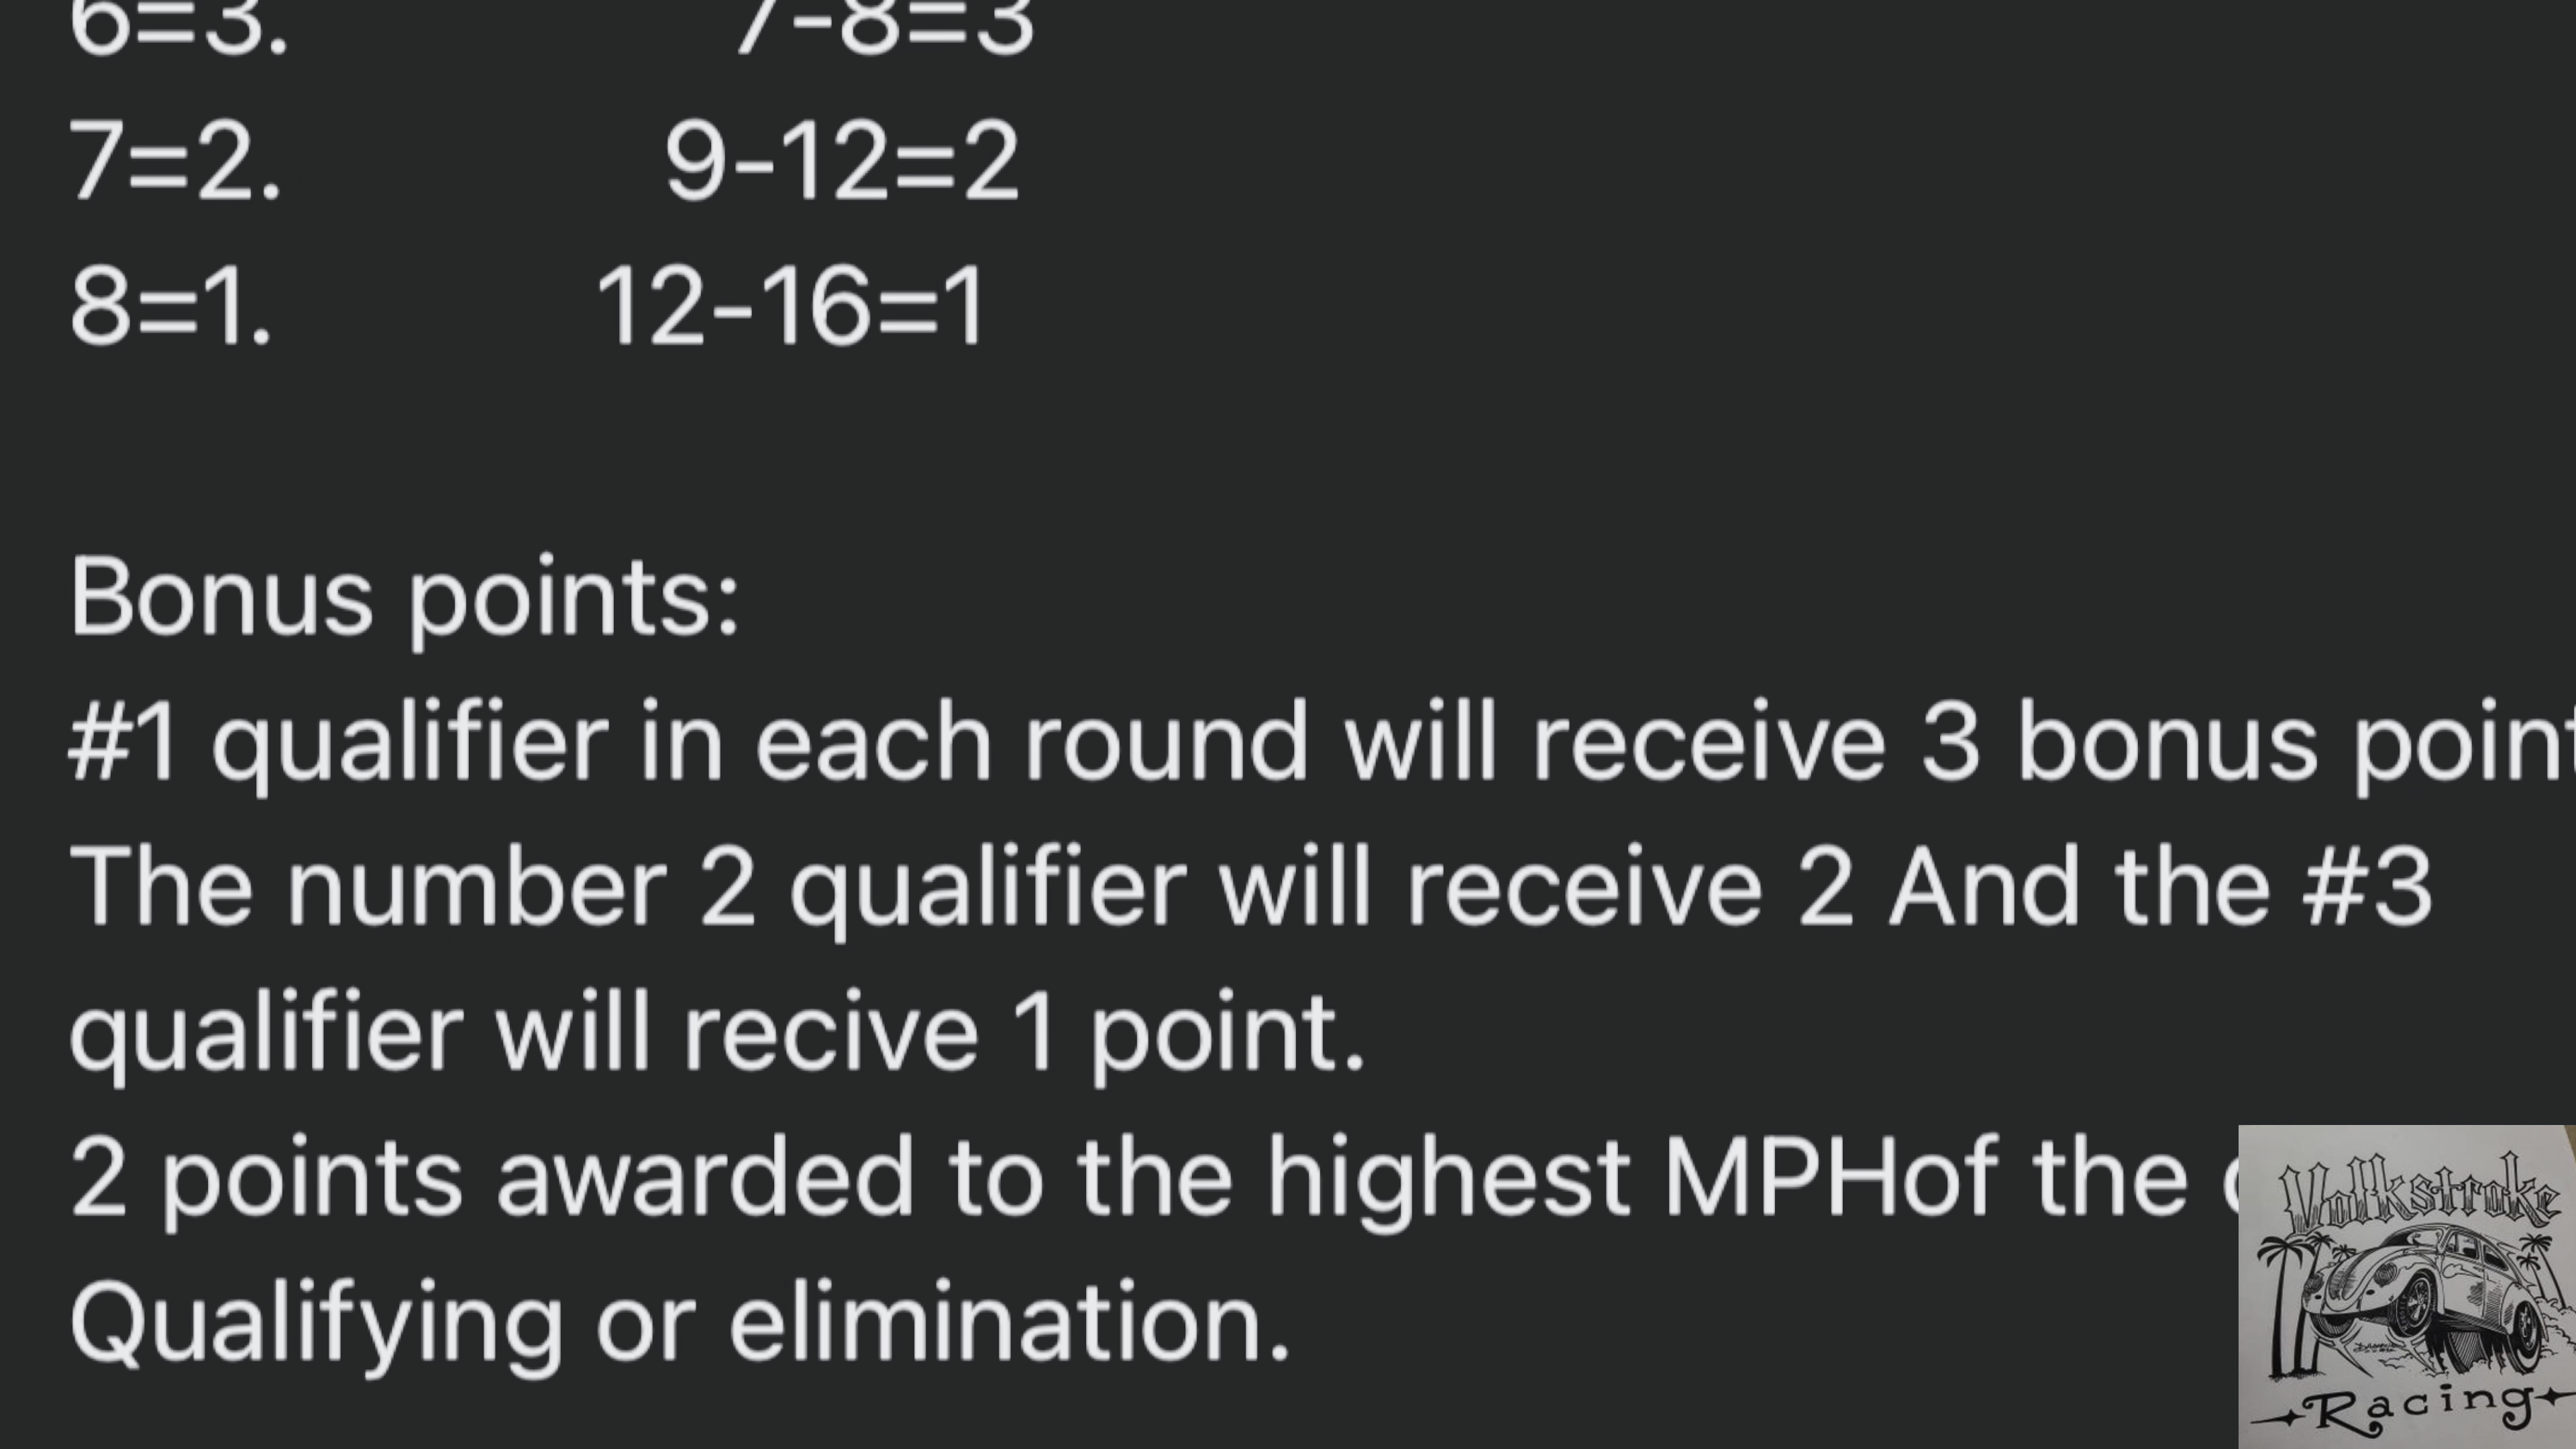 6=3. 7-8=3
7=2. 9-12=2
8=1. 12-16=1
Bonus points:
#1 qualifier in each round will receive 3 bonus point
The number 2 qualifier will receive 2 And the #3
qualifier will recive 1 point.
2 points awarded to the highest MPHof the
Qualifying or elimination.
Volkstroke
Racing